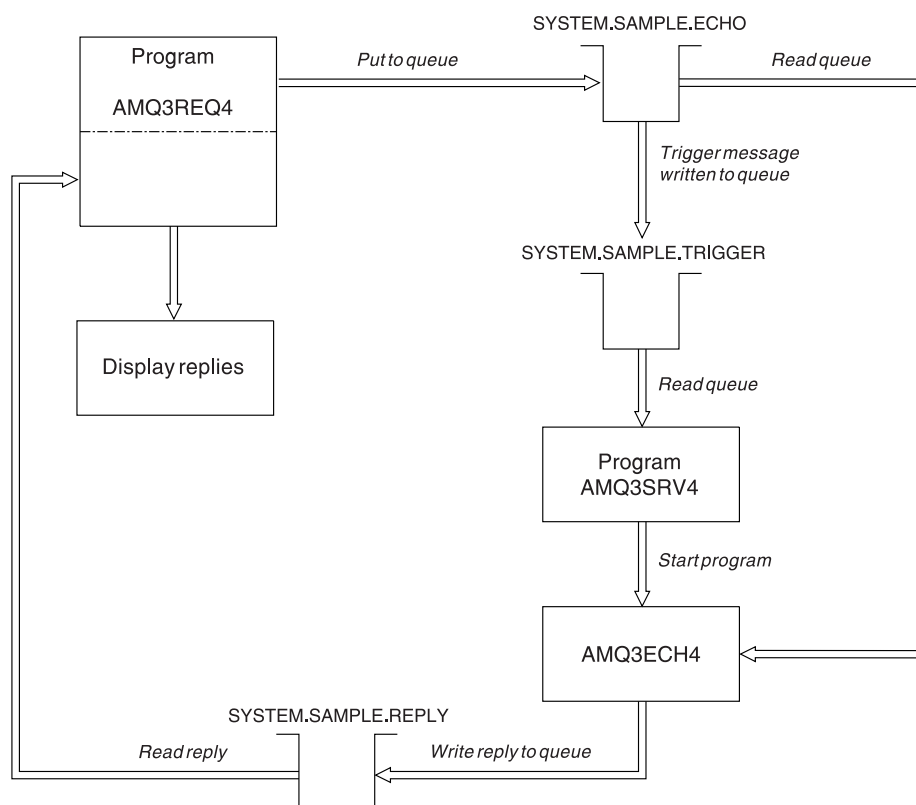 SYSTEM.SAMPLE.ECHO
Program
AMQ3REQ4
Put to queue
Read queue
Trigger message
written to queue
SYSTEM.SAMPLE.TRIGGER
Display replies
Read queue
Program
AMQ3SRV4
Start program
AMQ3ECH4
SYSTEM.SAMPLE.REPLY
Read reply
Write reply to queue